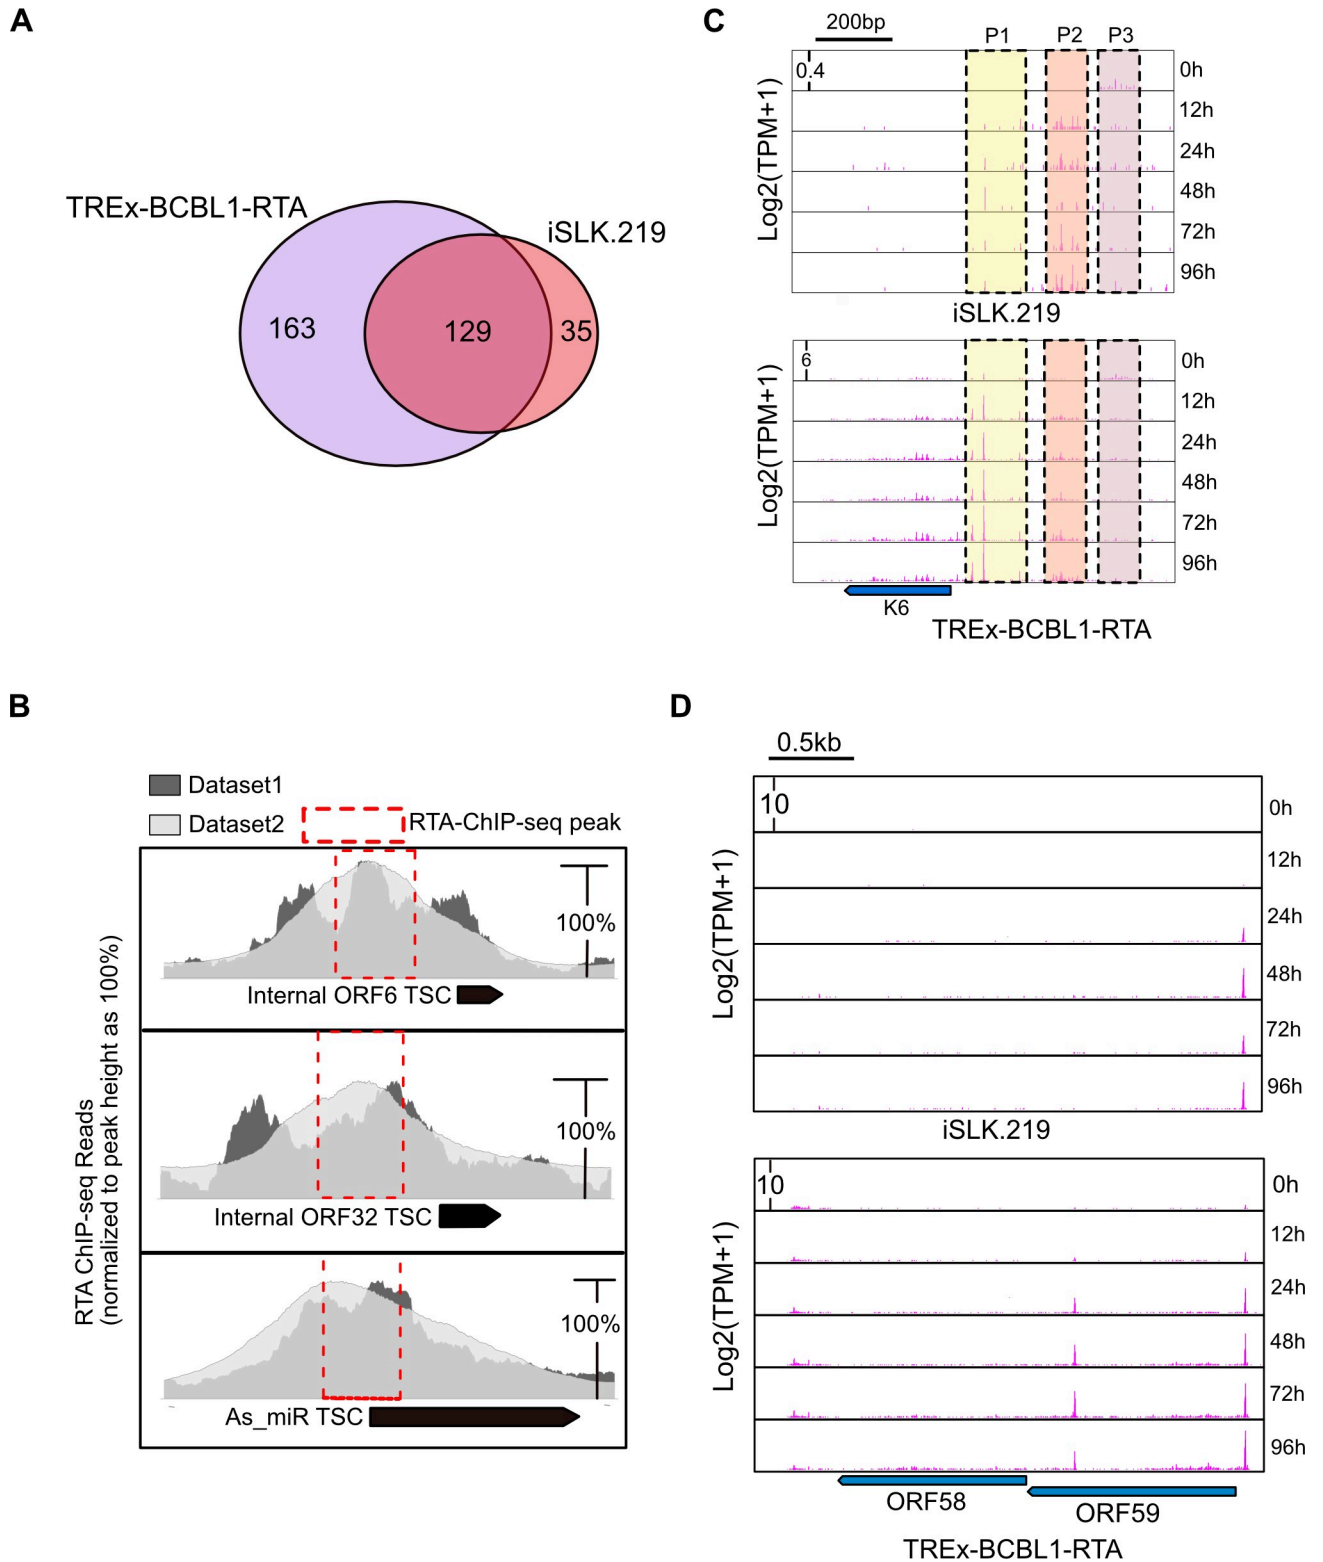 A
TREx-BCBL1-RTA
iSLK.219
163
129
35
B
Dataset1
Dataset2
RTA-ChIP-seq peak
RTA ChIP-seq Reads
(normalized to peak height as 100%)
100%
Internal ORF6 TSC
100%
Internal ORF32 TSC
100%
As_miR TSC
C
200bp
P1 P2 P3
Log2(TPM+1)
0.4
0h
12h
24h
48h
72h
96h
iSLK.219
Log2(TPM+1)
6
0h
12h
24h
48h
72h
96h
K6
TREx-BCBL1-RTA
D
0.5kb
Log2(TPM+1)
10
0h
12h
24h
48h
72h
96h
iSLK.219
Log2(TPM+1)
10
0h
12h
24h
48h
72h
96h
ORF58
ORF59
TREx-BCBL1-RTA